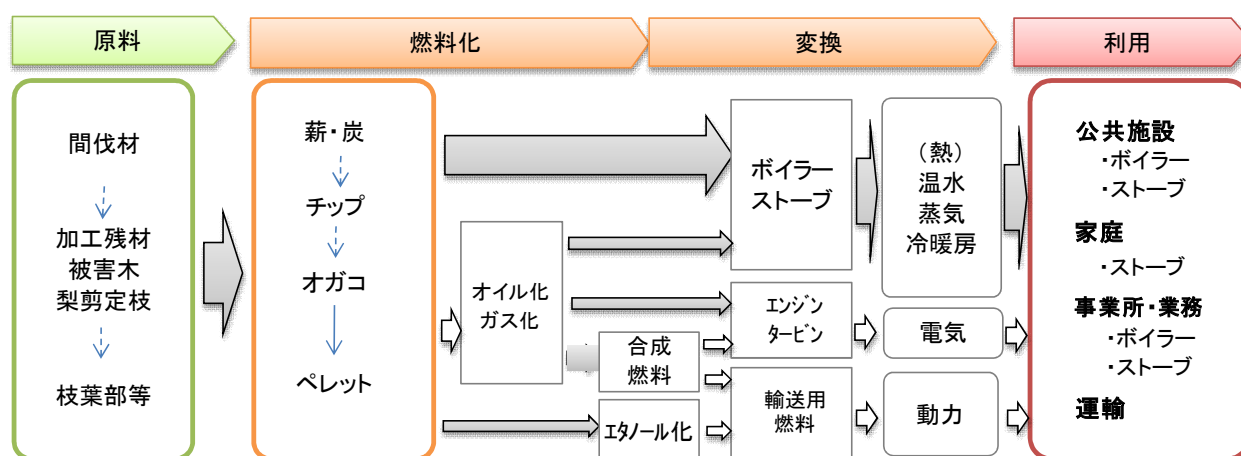 原料
燃料化
変換
利用
間伐材
加工残材
被害木
梨剪定枝
枝葉部等
薪・炭
チップ
オガコ
ペレット
オイル化
ガス化
合成
燃料
エタノール化
ボイラー
ストーブ
エンジン
タービン
輸送用
燃料
（熱）
温水
蒸気
冷暖房
電気
動力
公共施設
・ボイラー
・ストーブ
家庭
・ストーブ
事業所・業務
・ボイラー
・ストーブ
運輸